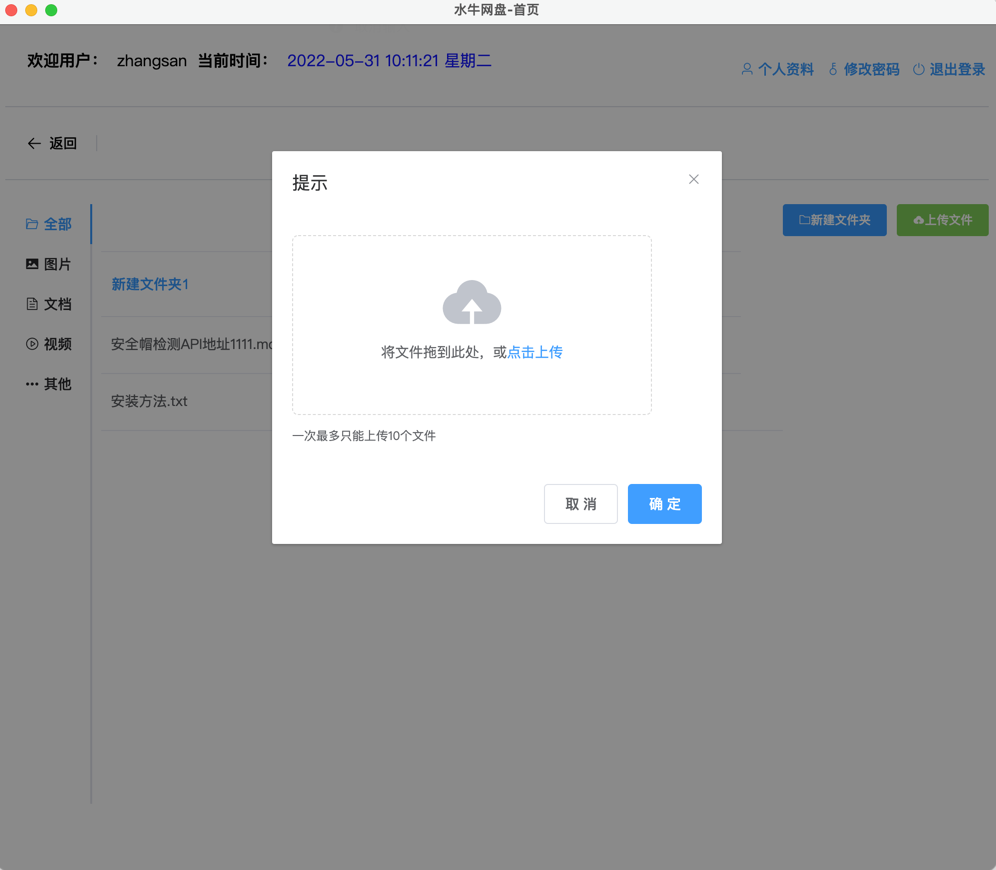 水牛网盘-首页
欢迎用户： zhangsan 当前时间： 2022-05-31 10:11:21 星期二
个人资料 修改密码 退出登录
返回
提示
全部
图片
文档
视频
其他
新建文件夹
上传文件
新建文件夹1
安全帽检测API地址1111.mc
安装方法.txt
将文件拖到此处，或点击上传
一次最多只能上传10个文件
取 消
确 定